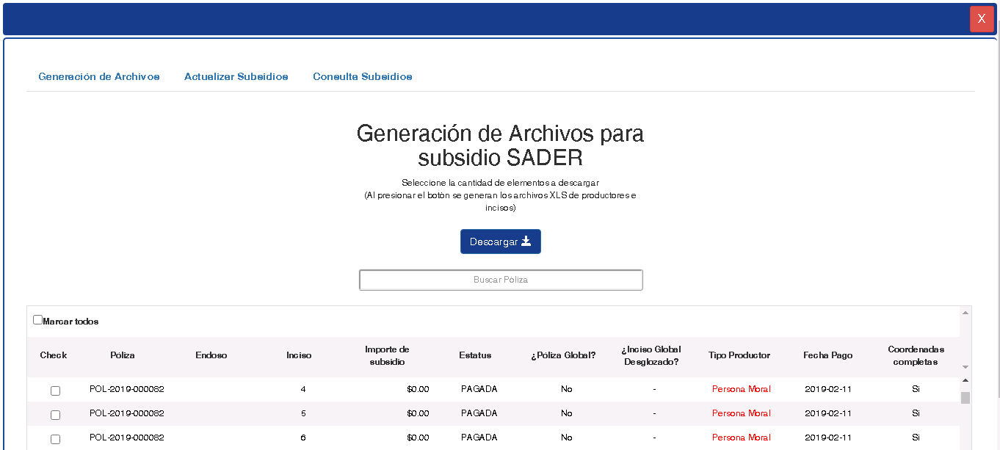 X
Generación de Archivos Actualizar Subsidios Consulta Subsidios
Generación de Archivos para
subsidio SADER
Seleccione la cantidad de elementos a descargar
(Al presionar el botón se generan los archivos XLS de productores e
incisos)
Descargar
Buscar Póliza
Marcar todos
Check Póliza Endoso Inciso Importe de subsidio Estatus ¿Póliza Global? ¿Inciso Global Desglozado? Tipo Productor Fecha Pago Coordenadas completas
POL-2019-000082 4 $0.00 PAGADA No - Persona Moral 2019-02-11 Si
POL-2019-000082 5 $0.00 PAGADA No - Persona Moral 2019-02-11 Si
POL-2019-000082 6 $0.00 PAGADA No - Persona Moral 2019-02-11 Si